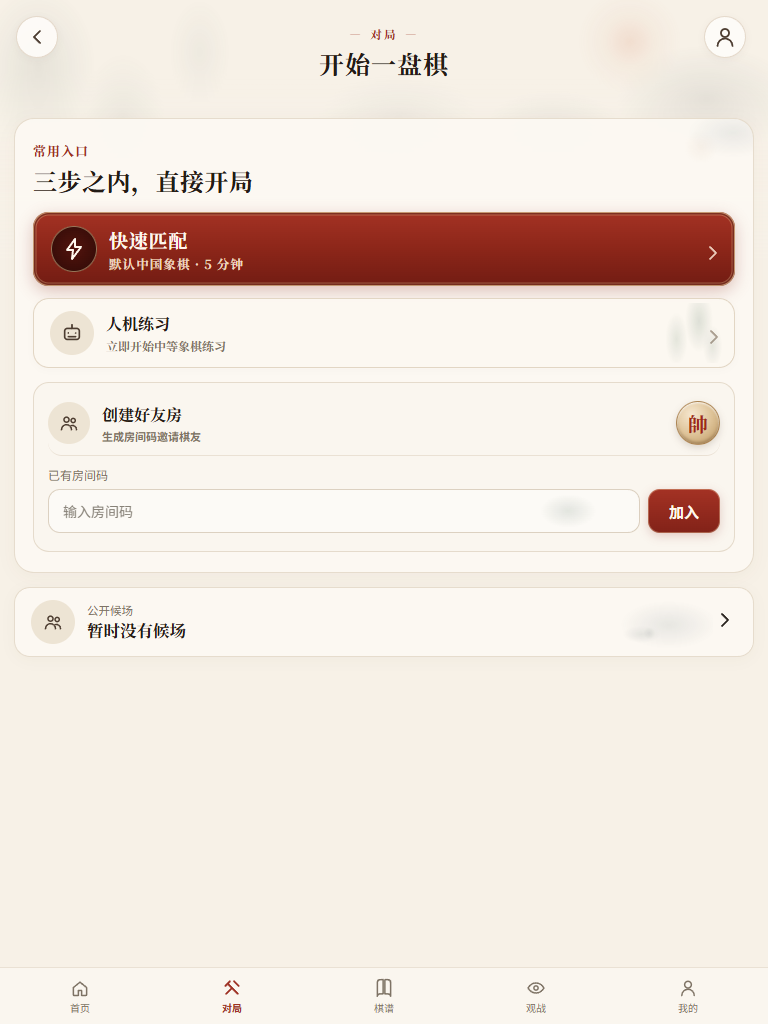 对局
开始一盘棋
常用入口
三步之内，直接开局
快速匹配
默认中国象棋 · 5 分钟
人机练习
立即开始中等象棋练习
创建好友房
生成房间码邀请棋友
帥
已有房间码
输入房间码
加入
公开候场
暂时没有候场
首页
对局
棋谱
观战
我的